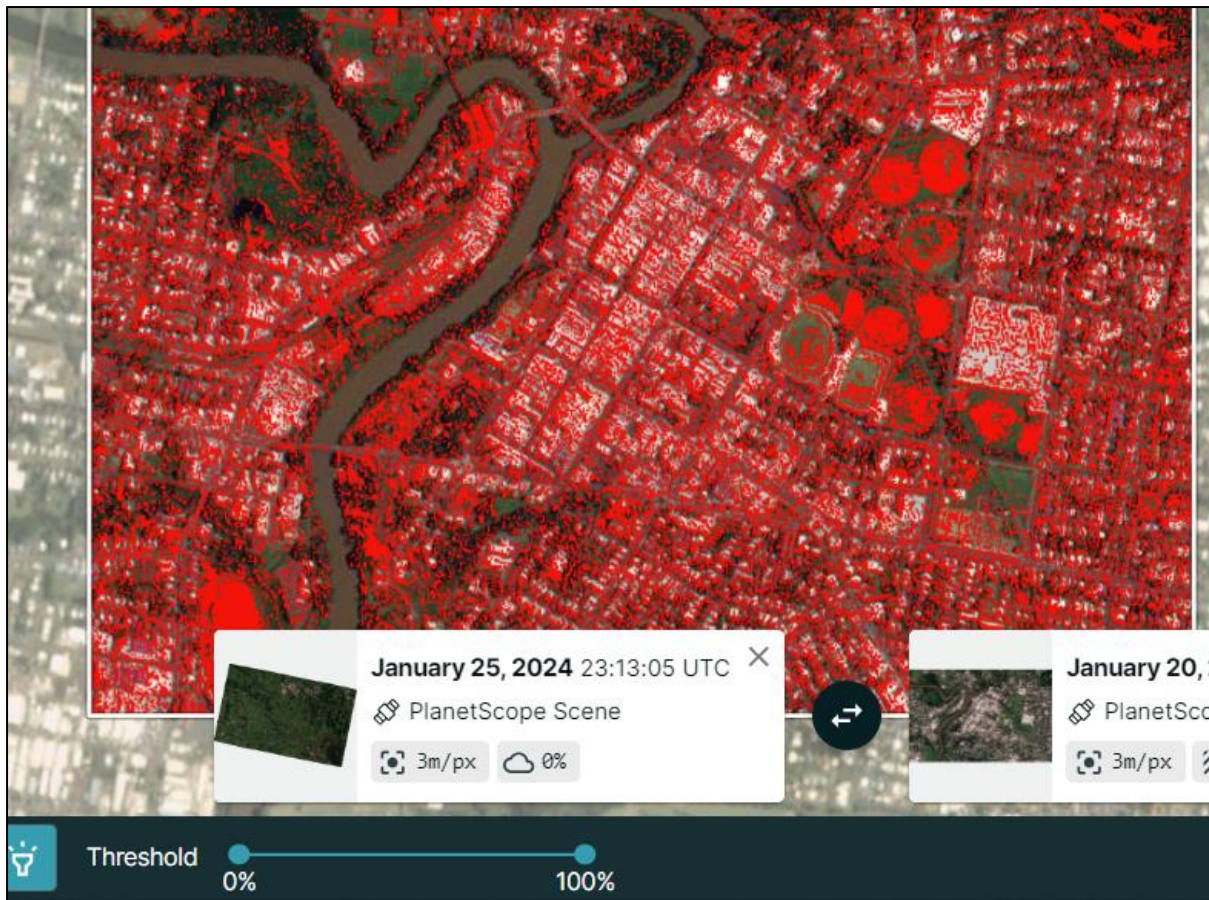 January 25, 2024 23:13:05 UTC
PlanetScope Scene
3m/px 0%
January 20,
PlanetSco
3m/px
Threshold
0% 100%